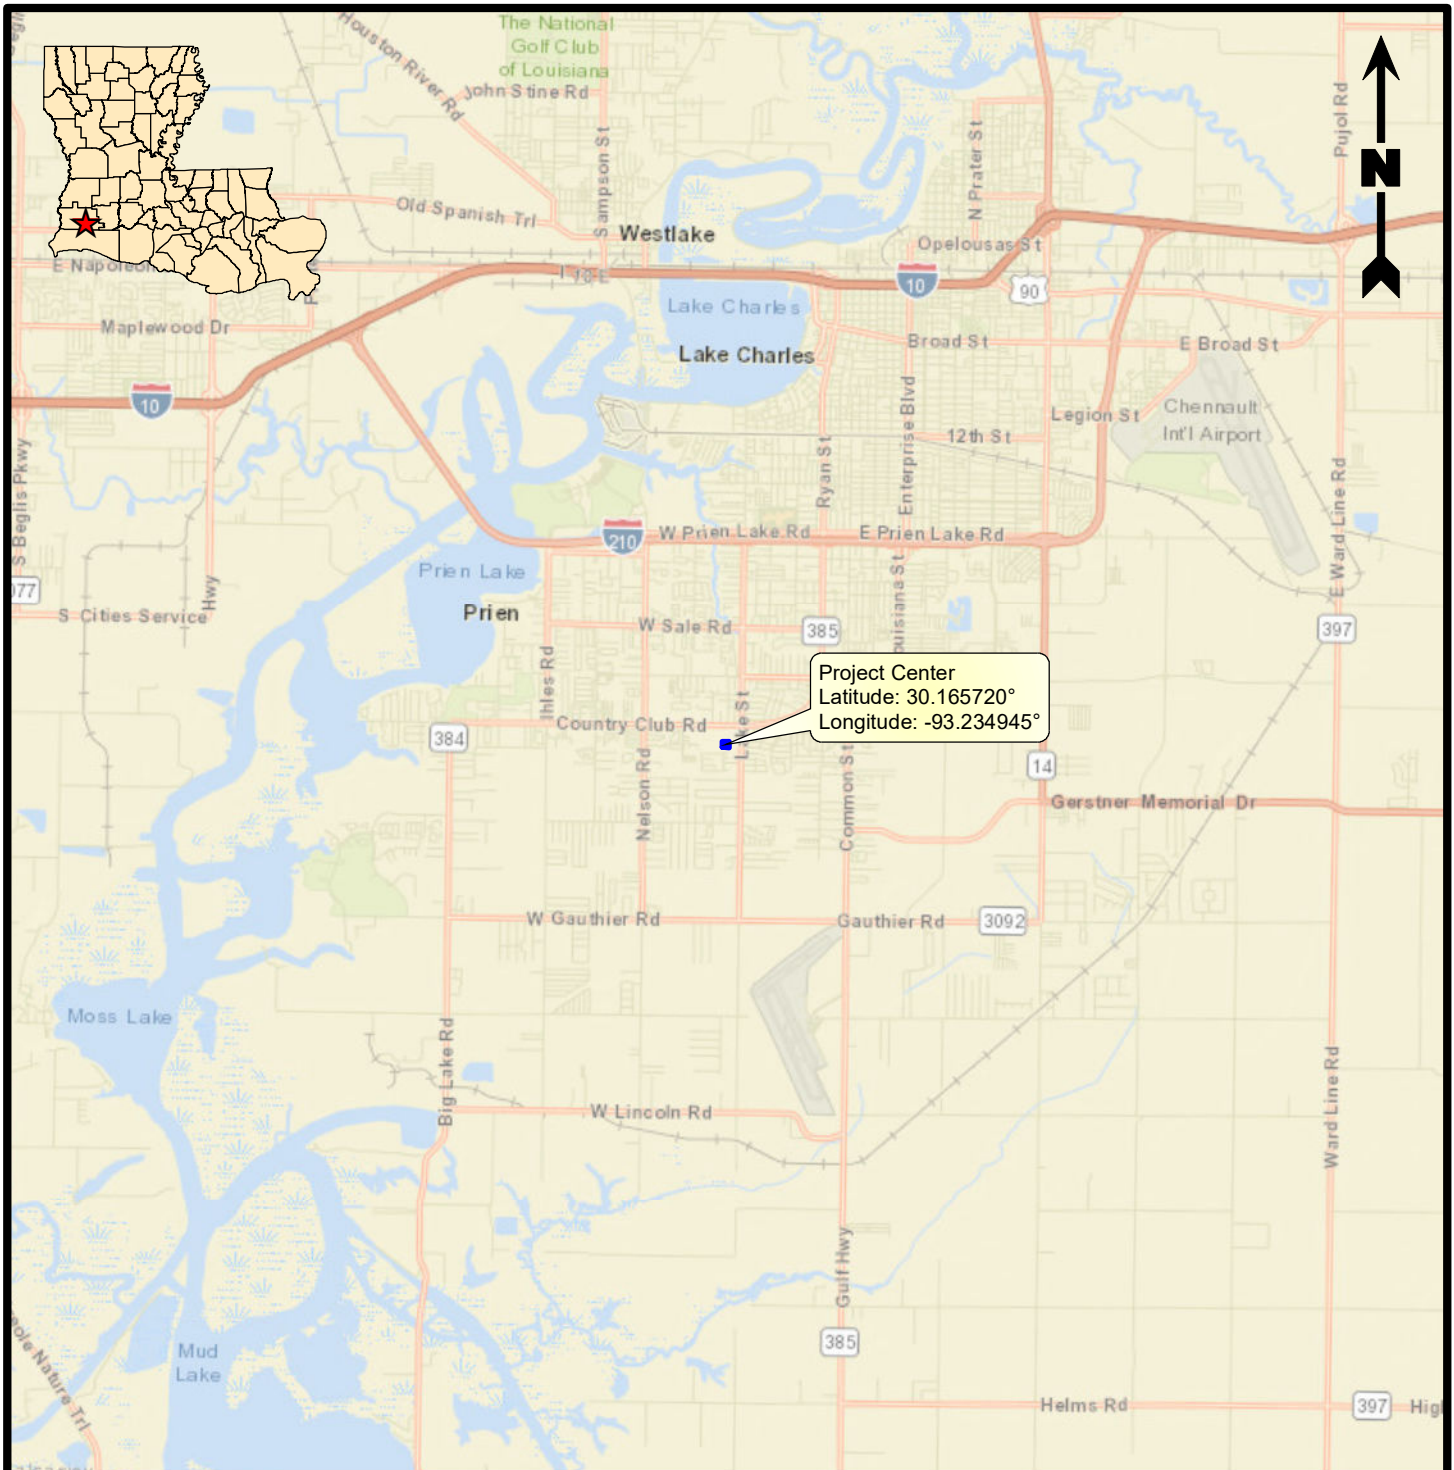 The National
Golf Club
of Louisiana
Houston River Rd
John Stine Rd
Sampson St
N Prater St
Pujol Rd
N
Old Spanish Trl
Westlake
Opelousas St
E Napoleon
I 10 E
10
90
Lake Charles
Maplewood Dr
Lake Charles
Broad St
E Broad St
10
Enterprise Blvd
Legion St
Chennault
Int'l Airport
12th St
Ryan St
S Beglis Pkwy
E Ward Line Rd
210
W Prien Lake Rd
E Prien Lake Rd
Prien Lake
Prien
Hwy
S Cities Service
W Sale Rd
385
397
Ihles Rd
Project Center
Latitude: 30.165720°
Longitude: -93.234945°
Lake St
Country Club Rd
384
Nelson Rd
Common St
14
Gerstner Memorial Dr
W Gauthier Rd
Gauthier Rd
3092
Moss Lake
Big Lake Rd
Ward Line Rd
W Lincoln Rd
Gulf Hwy
385
Mud
Lake
Nature Trl
Helms Rd
397